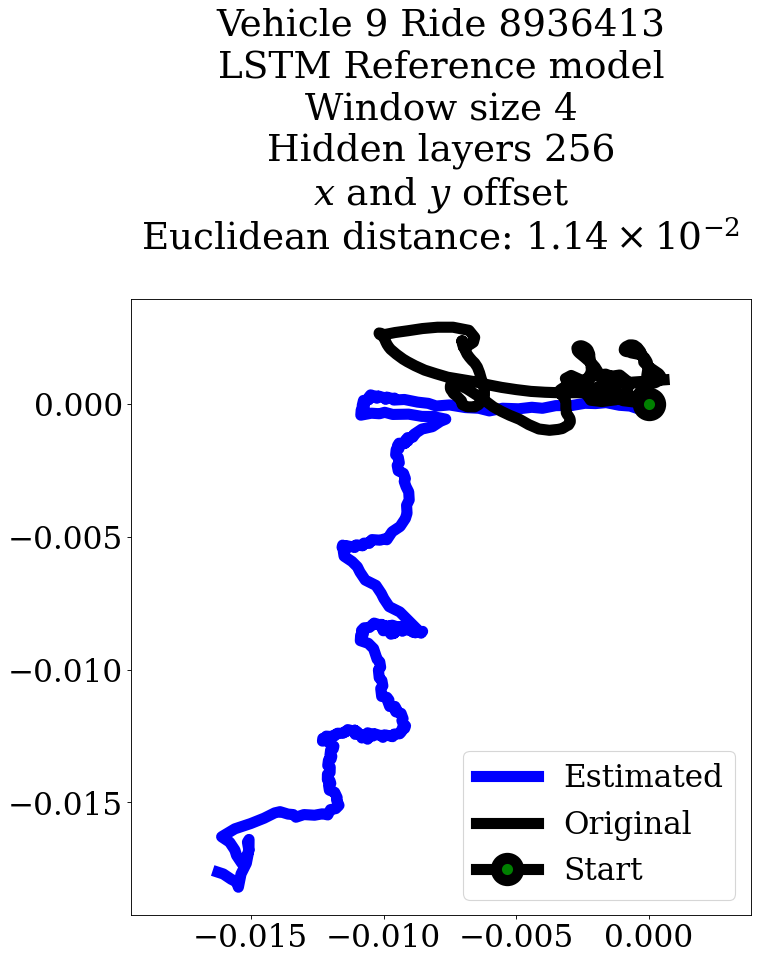 Vehicle 9 Ride 8936413
LSTM Reference model
Window size 4
Hidden layers 256
x and y offset
Euclidean distance: 1.14 × 10⁻²
0.000
−0.005
−0.010
−0.015
Estimated
Original
Start
−0.015 −0.010 −0.005 0.000